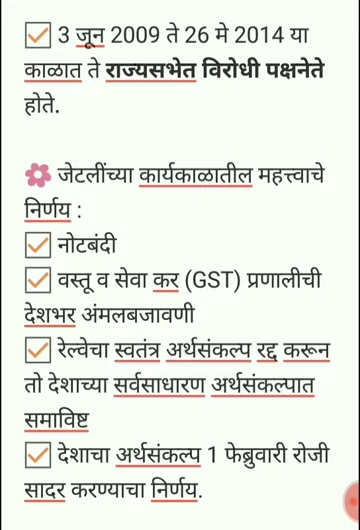 3 जून 2009 ते 26 मे 2014 या
काळात ते राज्यसभेत विरोधी पक्षनेते
होते.
जेटलींच्या कार्यकाळातील महत्त्वाचे
निर्णय :
नोटबंदी
वस्तू व सेवा कर (GST) प्रणालीची
देशभर अंमलबजावणी
रेल्वेचा स्वतंत्र अर्थसंकल्प रद्द करून
तो देशाच्या सर्वसाधारण अर्थसंकल्पात
समाविष्ट
देशाचा अर्थसंकल्प 1 फेब्रुवारी रोजी
सादर करण्याचा निर्णय.